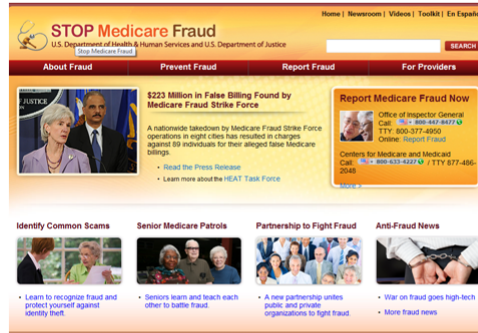 Home | Newsroom | Videos | Toolkit | En Españo
STOP Medicare Fraud
U.S. Department of Health & Human Services and U.S. Department of Justice
Stop Medicare Fraud
SEARCH
About Fraud
Prevent Fraud
Report Fraud
For Providers
JUSTICE
$223 Million in False Billing Found by
Medicare Fraud Strike Force
A nationwide takedown by Medicare Fraud Strike Force
operations in eight cities has resulted in charges
against 89 individuals for their alleged false Medicare
billings.
• Read the Press Release
• Learn more about the HEAT Task Force
Report Medicare Fraud Now
Office of Inspector General
Call: 800-447-8477
TTY: 800-377-4950
Online: Report Fraud
Centers for Medicare and Medicaid
Call: 800-633-4227 / TTY 877-486-
2048
More >
Identify Common Scams
• Learn to recognize fraud and
protect yourself against
identity theft.
Senior Medicare Patrols
• Seniors learn and teach each
other to battle fraud.
Partnership to Fight Fraud
• A new partnership unites
public and private
organizations to fight fraud.
Anti-Fraud News
• War on fraud goes high-tech
• More fraud news